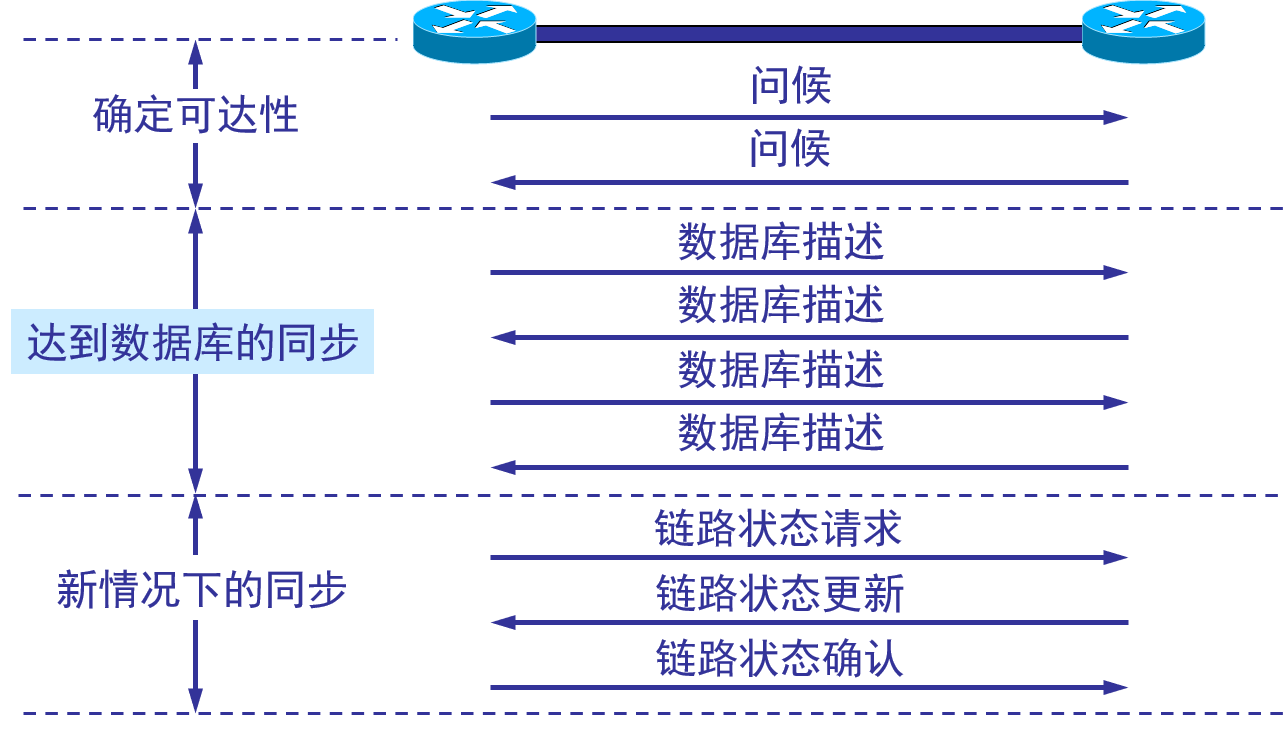 问候
确定可达性
问候
数据库描述
数据库描述
达到数据库的同步
数据库描述
数据库描述
链路状态请求
新情况下的同步
链路状态更新
链路状态确认